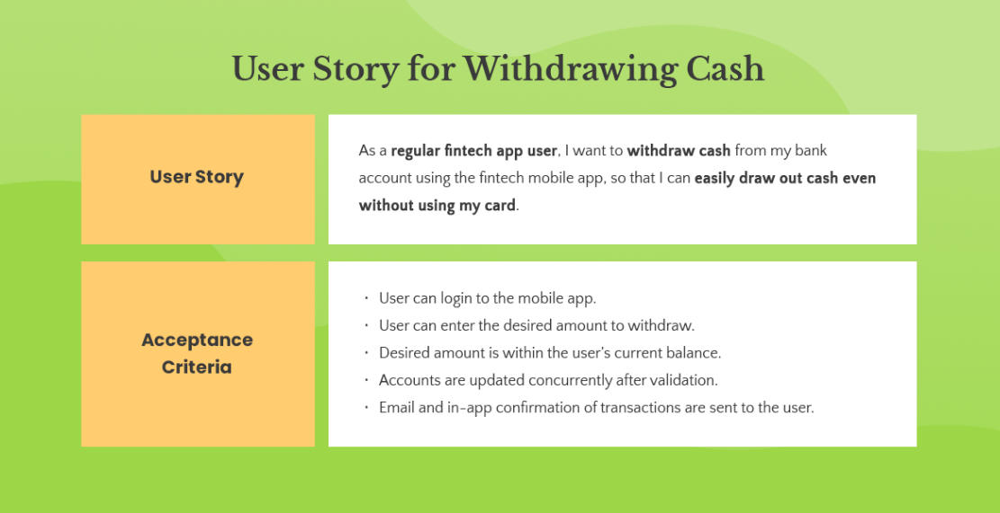 User Story for Withdrawing Cash
User Story
As a regular fintech app user, I want to withdraw cash from my bank
account using the fintech mobile app, so that I can easily draw out cash even
without using my card.
Acceptance
Criteria
• User can login to the mobile app.
• User can enter the desired amount to withdraw.
• Desired amount is within the user's current balance.
• Accounts are updated concurrently after validation.
• Email and in-app confirmation of transactions are sent to the user.